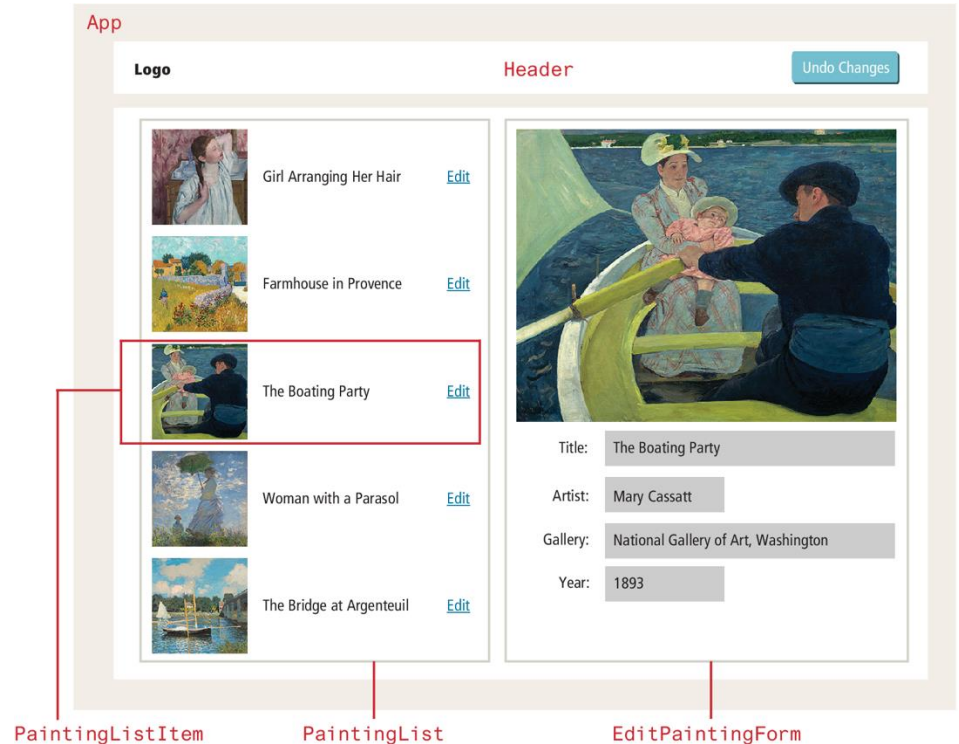 App
Logo
Header
Undo Changes
Girl Arranging Her Hair
Edit
Farmhouse in Provence
Edit
The Boating Party
Edit
Woman with a Parasol
Edit
The Bridge at Argenteuil
Edit
Title:
The Boating Party
Artist:
Mary Cassatt
Gallery:
National Gallery of Art, Washington
Year:
1893
PaintingListItem
PaintingList
EditPaintingForm